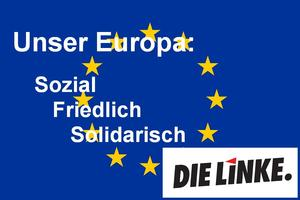 Unser Europa:
Sozial
Friedlich
Solidarisch
DIE LINKE.